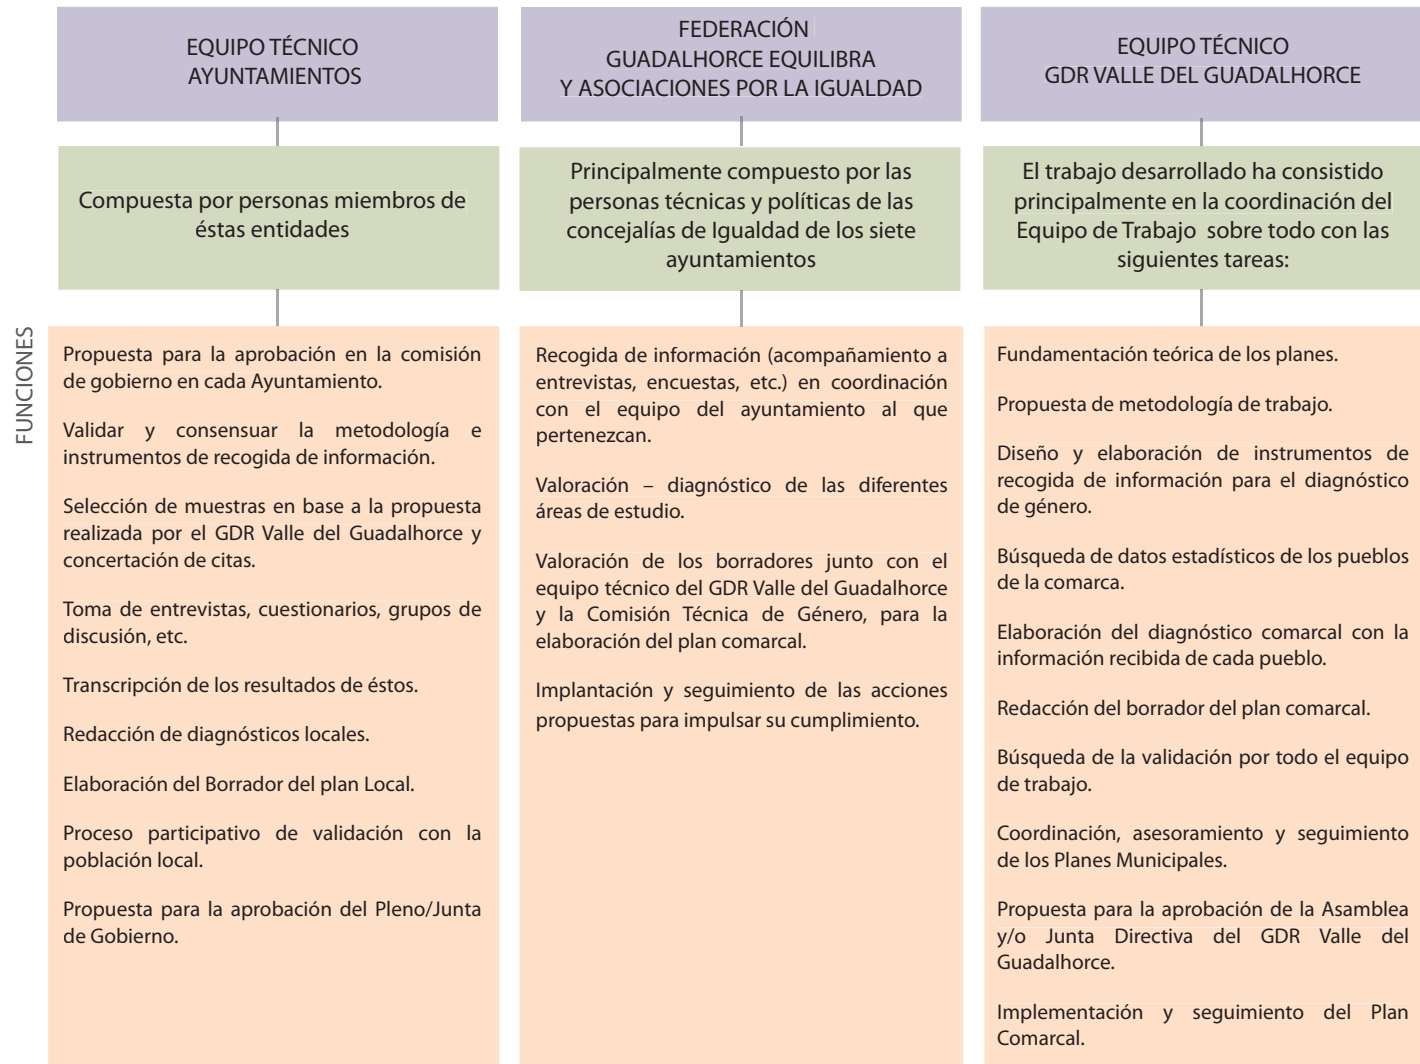 EQUIPO TÉCNICO
AYUNTAMIENTOS
Compuesta por personas miembros de
éstas entidades
FUNCIONES
Propuesta para la aprobación en la comisión
de gobierno en cada Ayuntamiento.
Validar y consensuar la metodología e
instrumentos de recogida de información.
Selección de muestras en base a la propuesta
realizada por el GDR Valle del Guadalhorce y
concertación de citas.
Toma de entrevistas, cuestionarios, grupos de
discusión, etc.
Transcripción de los resultados de éstos.
Redacción de diagnósticos locales.
Elaboración del Borrador del plan Local.
Proceso participativo de validación con la
población local.
Propuesta para la aprobación del Pleno/Junta
de Gobierno.
FEDERACIÓN
GUADALHORCE EQUILIBRA
Y ASOCIACIONES POR LA IGUALDAD
Principalmente compuesto por las
personas técnicas y políticas de las
concejalías de Igualdad de los siete
ayuntamientos
Recogida de información (acompañamiento a
entrevistas, encuestas, etc.) en coordinación
con el equipo del ayuntamiento al que
pertenezcan.
Valoración – diagnóstico de las diferentes
áreas de estudio.
Valoración de los borradores junto con el
equipo técnico del GDR Valle del Guadalhorce
y la Comisión Técnica de Género, para la
elaboración del plan comarcal.
Implantación y seguimiento de las acciones
propuestas para impulsar su cumplimiento.
EQUIPO TÉCNICO
GDR VALLE DEL GUADALHORCE
El trabajo desarrollado ha consistido
principalmente en la coordinación del
Equipo de Trabajo sobre todo con las
siguientes tareas:
Fundamentación teórica de los planes.
Propuesta de metodología de trabajo.
Diseño y elaboración de instrumentos de
recogida de información para el diagnóstico
de género.
Búsqueda de datos estadísticos de los pueblos
de la comarca.
Elaboración del diagnóstico comarcal con la
información recibida de cada pueblo.
Redacción del borrador del plan comarcal.
Búsqueda de la validación por todo el equipo
de trabajo.
Coordinación, asesoramiento y seguimiento
de los Planes Municipales.
Propuesta para la aprobación de la Asamblea
y/o Junta Directiva del GDR Valle del
Guadalhorce.
Implementación y seguimiento del Plan
Comarcal.